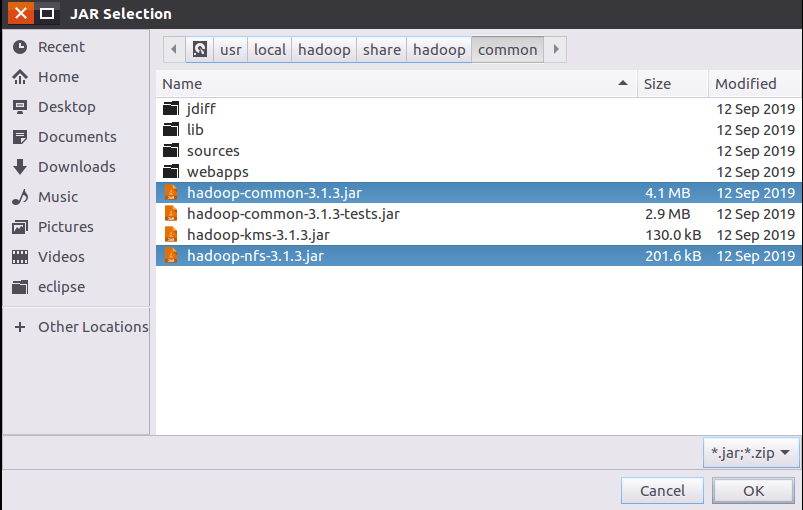 JAR Selection
Recent
Home
Desktop
Documents
Downloads
Music
Pictures
Videos
eclipse
Other Locations
usr local hadoop share hadoop common
Name Size Modified
jdiff 12 Sep 2019
lib 12 Sep 2019
sources 12 Sep 2019
webapps 12 Sep 2019
hadoop-common-3.1.3.jar 4.1 MB 12 Sep 2019
hadoop-common-3.1.3-tests.jar 2.9 MB 12 Sep 2019
hadoop-kms-3.1.3.jar 130.0 kB 12 Sep 2019
hadoop-nfs-3.1.3.jar 201.6 kB 12 Sep 2019
*.jar;*.zip
Cancel OK